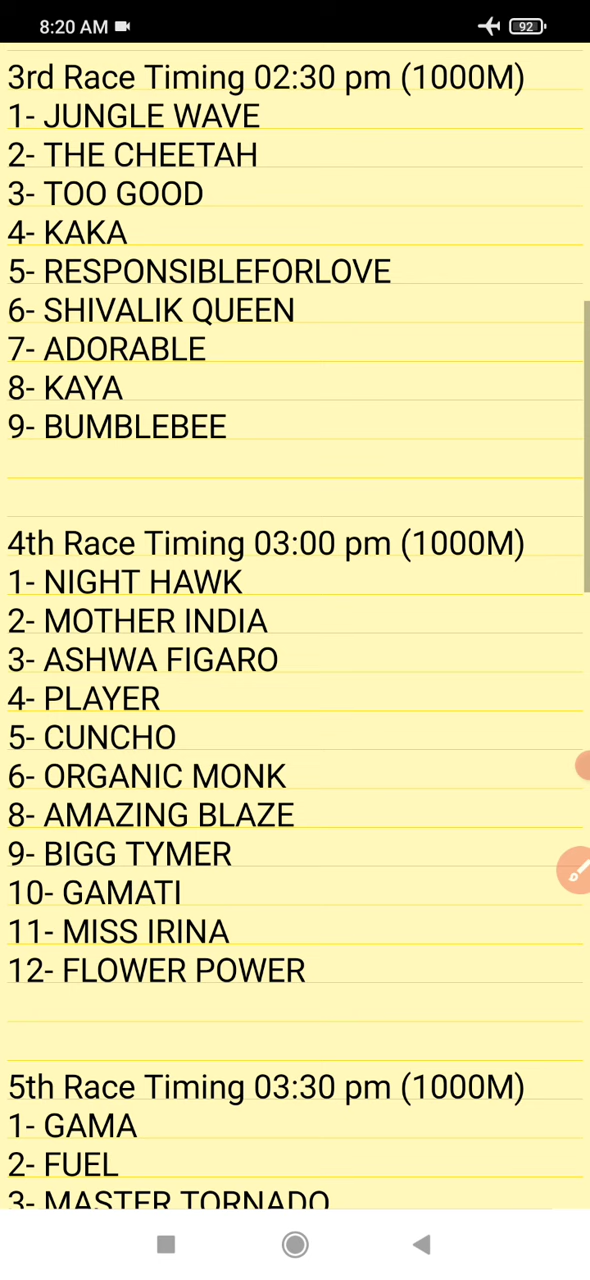 8:20 AM
92
3rd Race Timing 02:30 pm (1000M)
1- JUNGLE WAVE
2- THE CHEETAH
3- TOO GOOD
4- KAKA
5- RESPONSIBLEFORLOVE
6- SHIVALIK QUEEN
7- ADORABLE
8- KAYA
9- BUMBLEBEE
4th Race Timing 03:00 pm (1000M)
1- NIGHT HAWK
2- MOTHER INDIA
3- ASHWA FIGARO
4- PLAYER
5- CUNCHO
6- ORGANIC MONK
8- AMAZING BLAZE
9- BIGG TYMER
10- GAMATI
11- MISS IRINA
12- FLOWER POWER
5th Race Timing 03:30 pm (1000M)
1- GAMA
2- FUEL
3- MASTER TORNADO